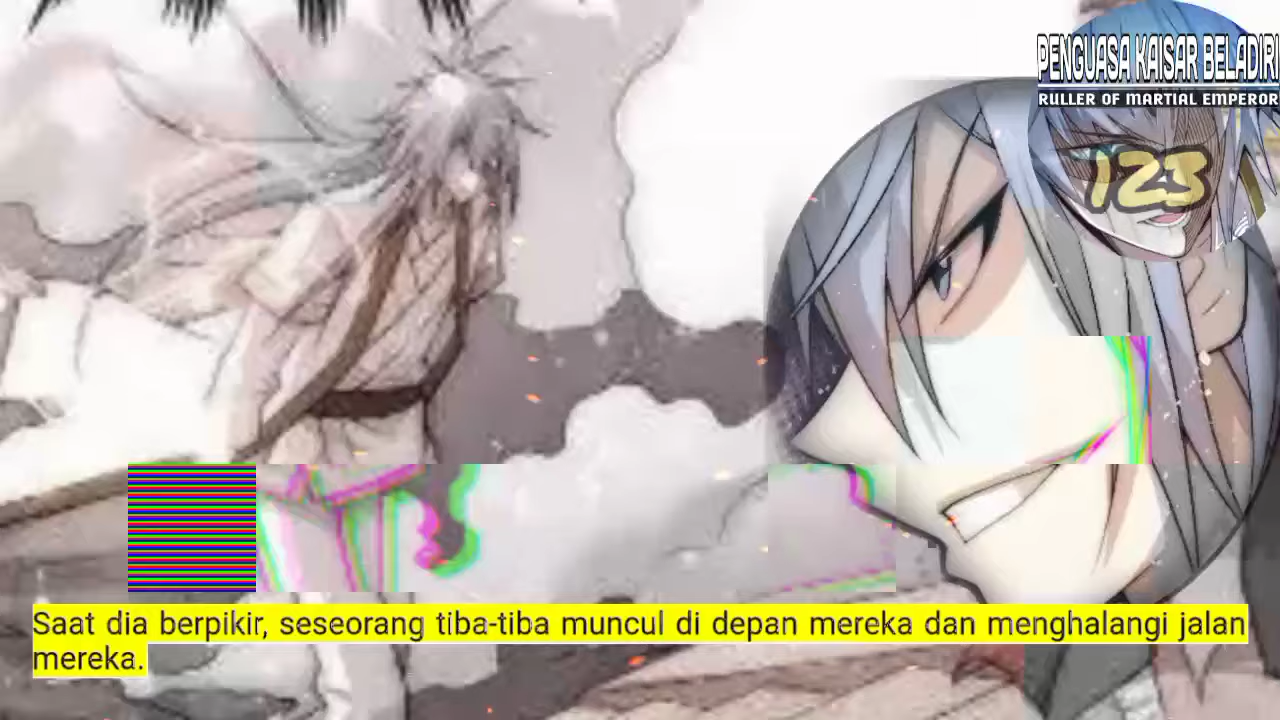 PENGUASA KAISAR BELADIRI
RULLER OF MARTIAL EMPEROR
123
Saat dia berpikir, seseorang tiba-tiba muncul di depan mereka dan menghalangi jalan
mereka.